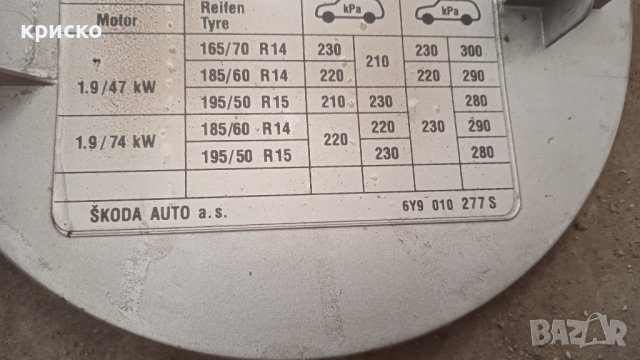 криско
Motor
Reifen
Tyre
kPa
kPa
165/70 R14 230 210 230 300
1.9/47 kW 185/60 R14 220 220 290
195/50 R15 210 230 230 280
1.9/74 kW 185/60 R14 220 220 290
195/50 R15 230 280
ŠKODA AUTO a.s. 6Y9 010 277 S
BAZAR
bg